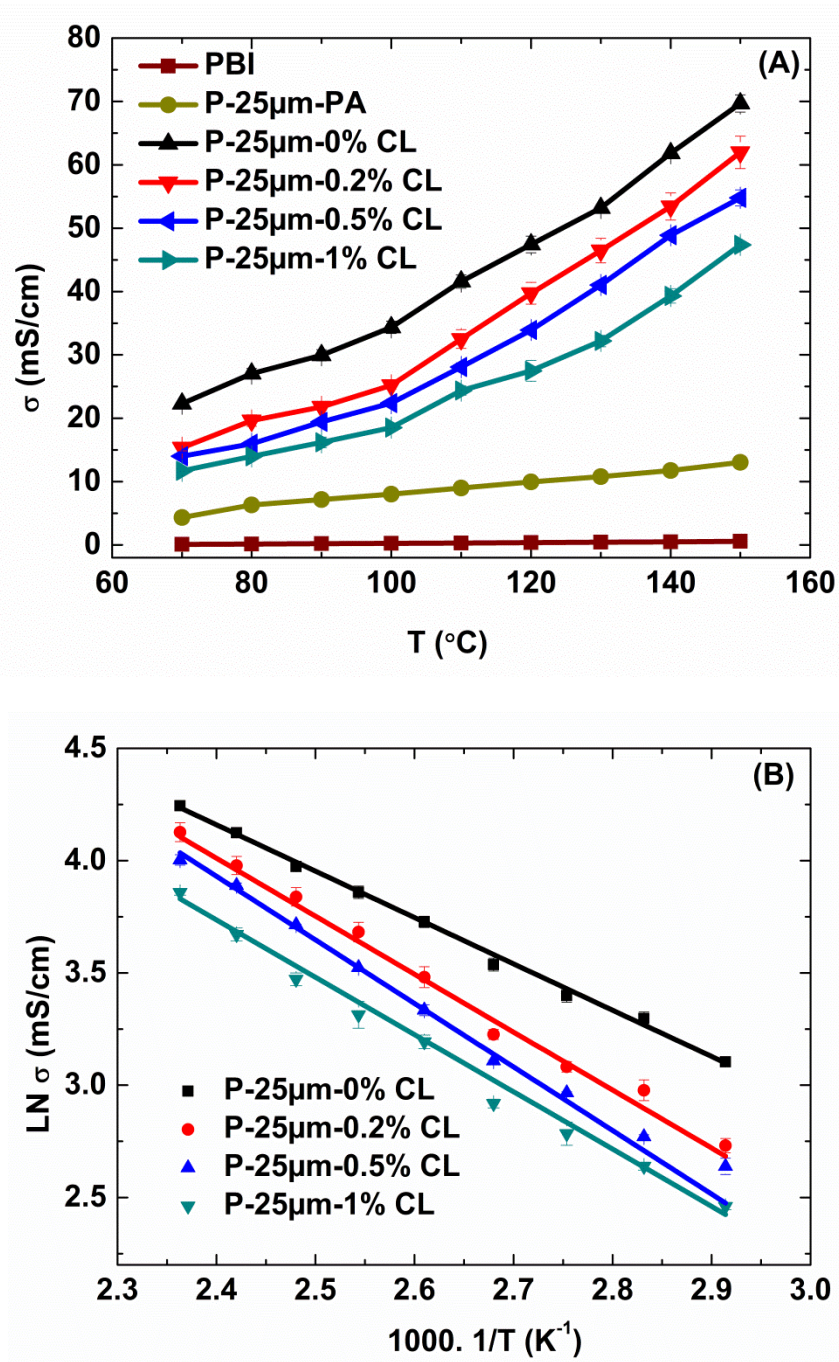 80
70
60
50
40
30
20
10
0
σ (mS/cm)
(A)
PBI
P-25µm-PA
P-25µm-0% CL
P-25µm-0.2% CL
P-25µm-0.5% CL
P-25µm-1% CL
60 80 100 120 140 160
T (°C)
4.5
4.0
3.5
3.0
2.5
LN σ (mS/cm)
(B)
P-25µm-0% CL
P-25µm-0.2% CL
P-25µm-0.5% CL
P-25µm-1% CL
2.3 2.4 2.5 2.6 2.7 2.8 2.9 3.0
1000. 1/T (K⁻¹)